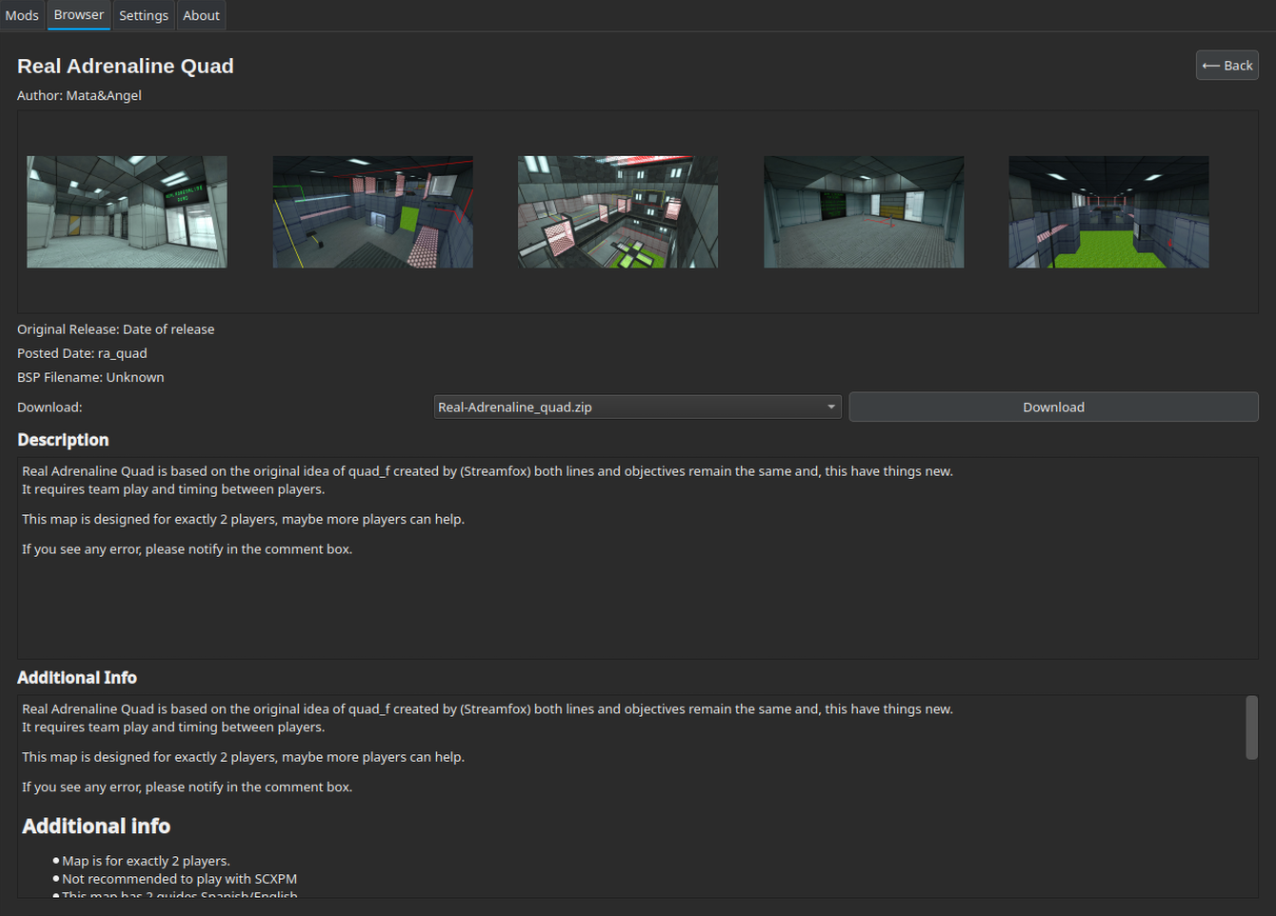 Mods Browser Settings About
Real Adrenaline Quad
← Back
Author: Mata&Angel
Original Release: Date of release
Posted Date: ra_quad
BSP Filename: Unknown
Download: Real-Adrenaline_quad.zip Download
Description
Real Adrenaline Quad is based on the original idea of quad_f created by (Streamfox) both lines and objectives remain the same and, this have things new.
It requires team play and timing between players.
This map is designed for exactly 2 players, maybe more players can help.
If you see any error, please notify in the comment box.
Additional Info
Real Adrenaline Quad is based on the original idea of quad_f created by (Streamfox) both lines and objectives remain the same and, this have things new.
It requires team play and timing between players.
This map is designed for exactly 2 players, maybe more players can help.
If you see any error, please notify in the comment box.
Additional info
● Map is for exactly 2 players.
● Not recommended to play with SCXPM
● This map has 2 guides Spanish/English